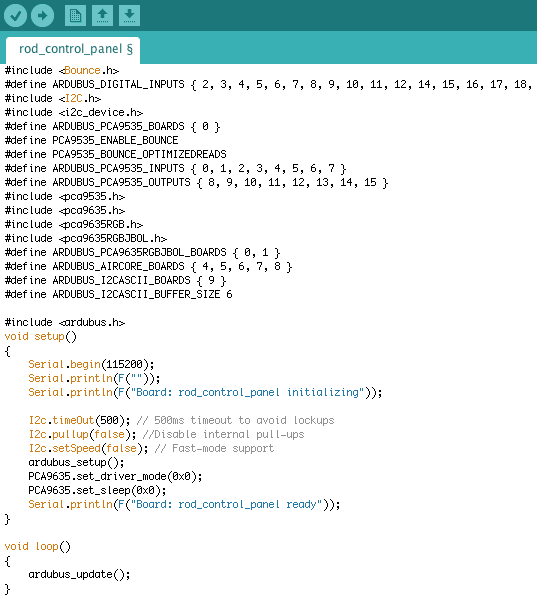 rod_control_panel §
#include <Bounce.h>
#define ARDUBUS_DIGITAL_INPUTS { 2, 3, 4, 5, 6, 7, 8, 9, 10, 11, 12, 14, 15, 16, 17, 18,
#include <I2C.h>
#include <i2c_device.h>
#define ARDUBUS_PCA9535_BOARDS { 0 }
#define PCA9535_ENABLE_BOUNCE
#define PCA9535_BOUNCE_OPTIMIZEDREADS
#define ARDUBUS_PCA9535_INPUTS { 0, 1, 2, 3, 4, 5, 6, 7 }
#define ARDUBUS_PCA9535_OUTPUTS { 8, 9, 10, 11, 12, 13, 14, 15 }
#include <pca9535.h>
#include <pca9635.h>
#include <pca9635RGB.h>
#include <pca9635RGBJBOL.h>
#define ARDUBUS_PCA9635RGBJBOL_BOARDS { 0, 1 }
#define ARDUBUS_AIRCORE_BOARDS { 4, 5, 6, 7, 8 }
#define ARDUBUS_I2CASCII_BOARDS { 9 }
#define ARDUBUS_I2CASCII_BUFFER_SIZE 6
#include <ardubus.h>
void setup()
{
Serial.begin(115200);
Serial.println(F(""));
Serial.println(F("Board: rod_control_panel initializing"));
I2c.timeOut(500); // 500ms timeout to avoid lockups
I2c.pullup(false); //Disable internal pull-ups
I2c.setSpeed(false); // Fast-mode support
ardubus_setup();
PCA9635.set_driver_mode(0x0);
PCA9635.set_sleep(0x0);
Serial.println(F("Board: rod_control_panel ready"));
}
void loop()
{
ardubus_update();
}